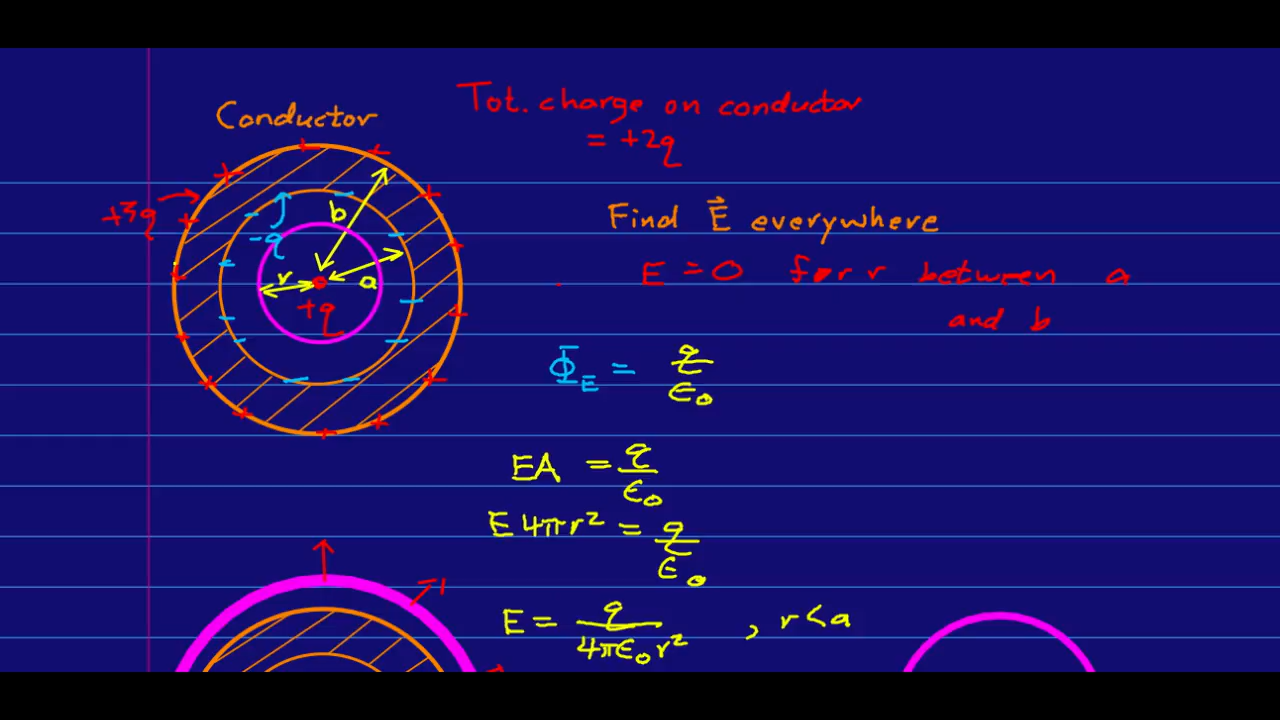 Tot. charge on conductor
= +2q
Conductor
+3q
-q
b
r
a
+q
Find E⃗ everywhere
E = 0 for r between a
and b
Φ_E = q/ε₀
EA = q/ε₀
E 4πr² = q/ε₀
E = q/4πε₀r² , r < a